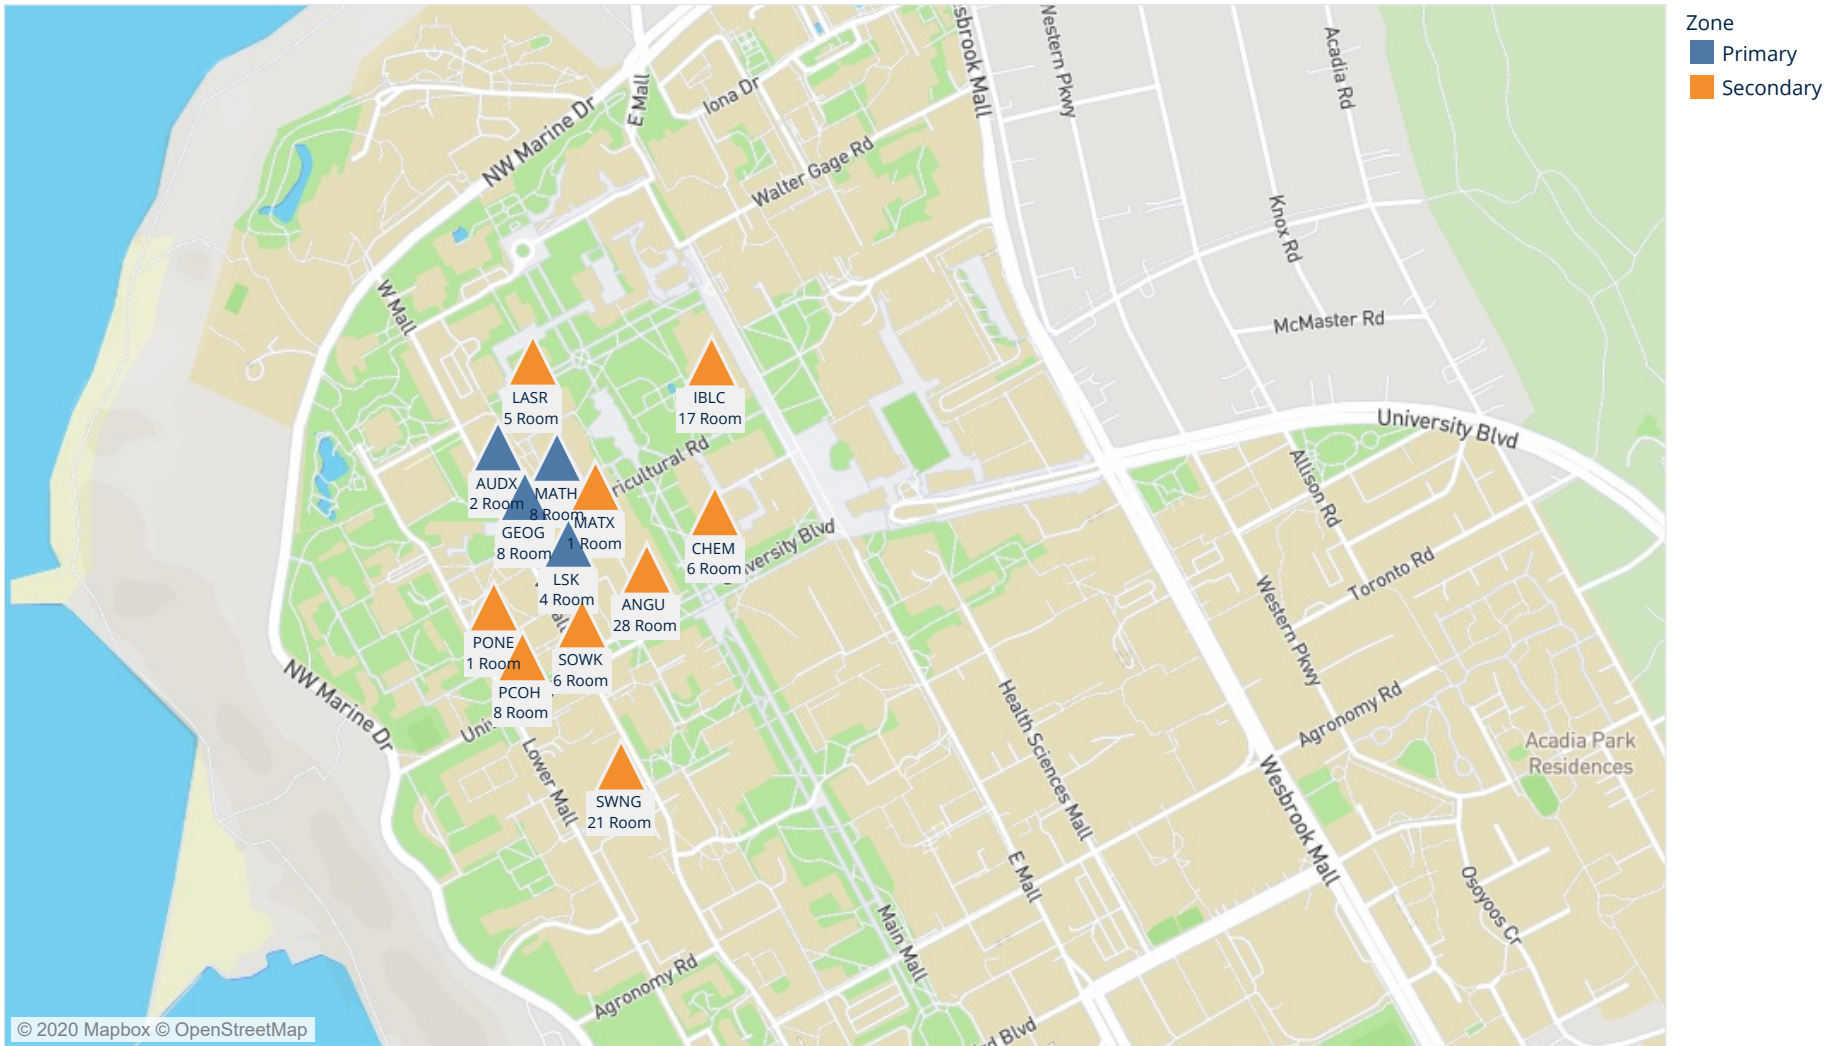 Zone
Primary
Secondary
sbrook Mall
Western Pkwy
Acadia Rd
E Mall
Iona Dr
NW Marine Dr
Walter Gage Rd
Knox Rd
W Mall
McMaster Rd
LASR
5 Room
IBLC
17 Room
University Blvd
ricultural Rd
Allison Rd
AUDX
2 Room
MATH
8 Room
MATX
1 Room
GEOG
8 Room
CHEM
6 Room
versity Blvd
Toronto Rd
LSK
4 Room
ANGU
28 Room
Western Pkwy
PONE
1 Room
SOWK
6 Room
PCOH
8 Room
NW Marine Dr
Uni
Health Sciences Mall
Agronomy Rd
Acadia Park
Residences
Lower Mall
SWNG
21 Room
Wesbrook Mall
E Mall
Osoyoos Cr
Main Mall
Agronomy Rd
rd Blvd
© 2020 Mapbox © OpenStreetMap